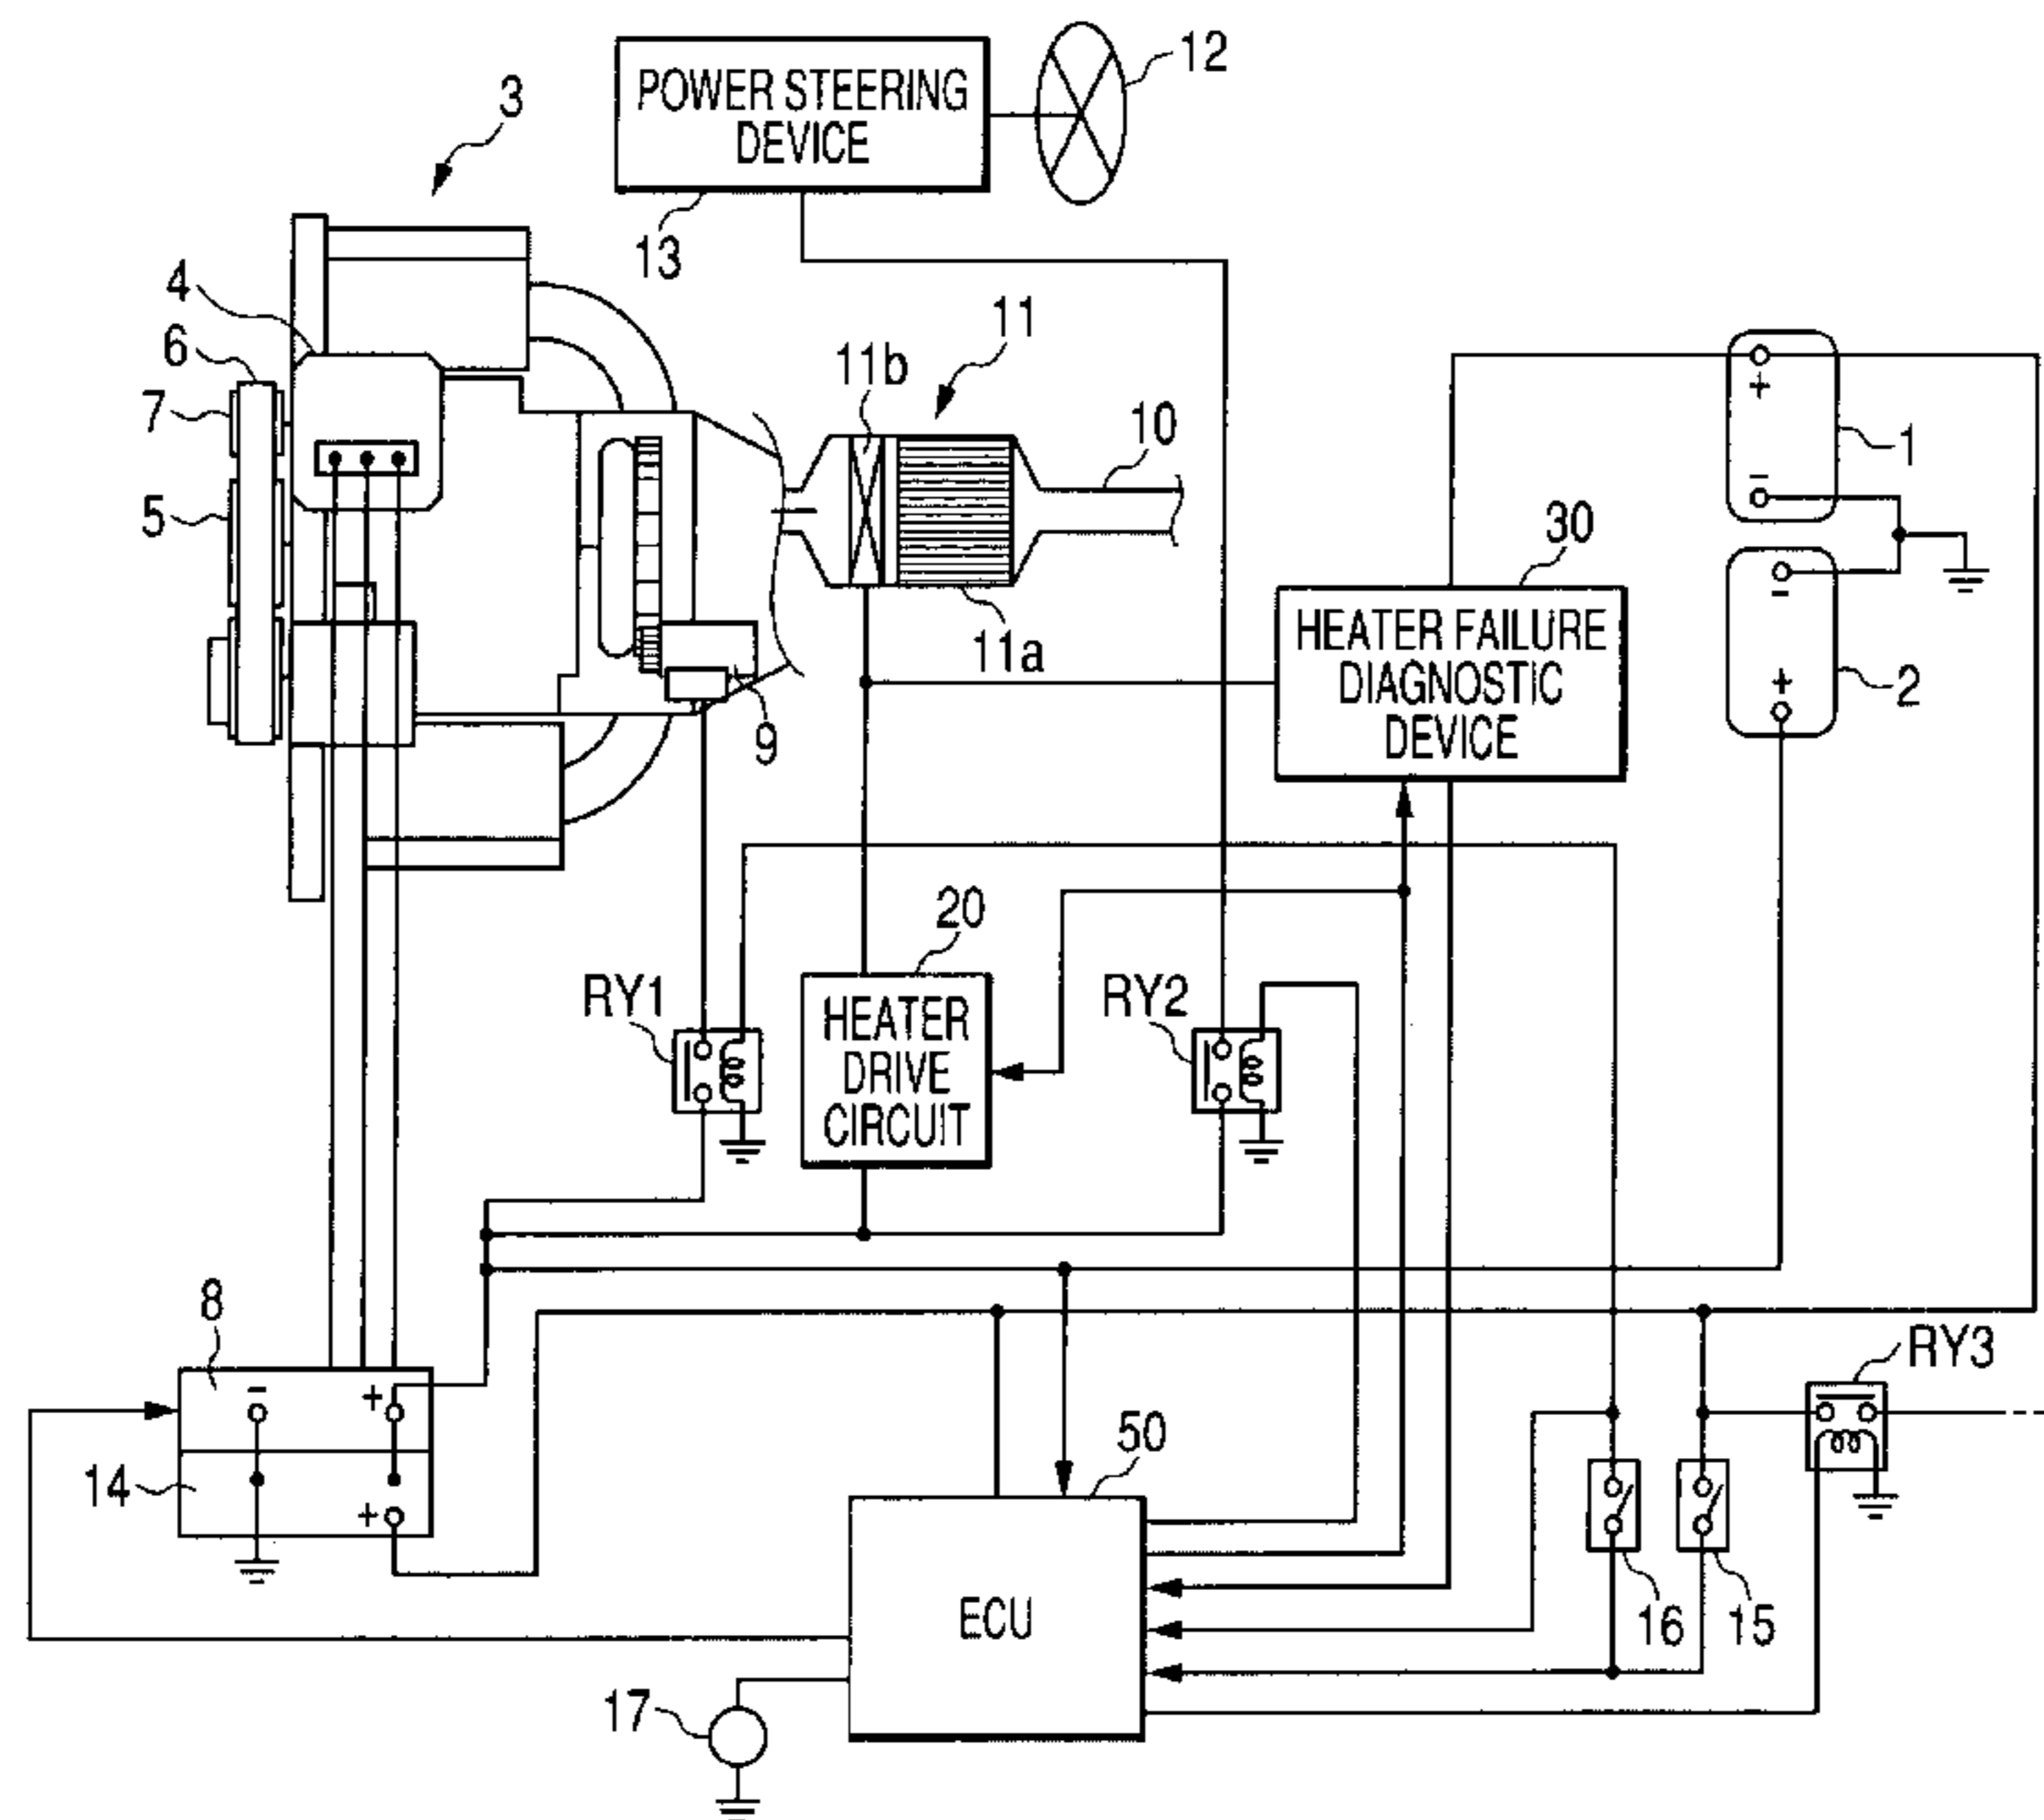 3
POWER STEERING
DEVICE
12
13
4
6
7
5
11
11b
10
11a
9
1
+
-
30
HEATER FAILURE
DIAGNOSTIC
DEVICE
-
+
2
20
RY1
HEATER
DRIVE
CIRCUIT
RY2
8
-
+
14
+
50
ECU
RY3
16
15
17